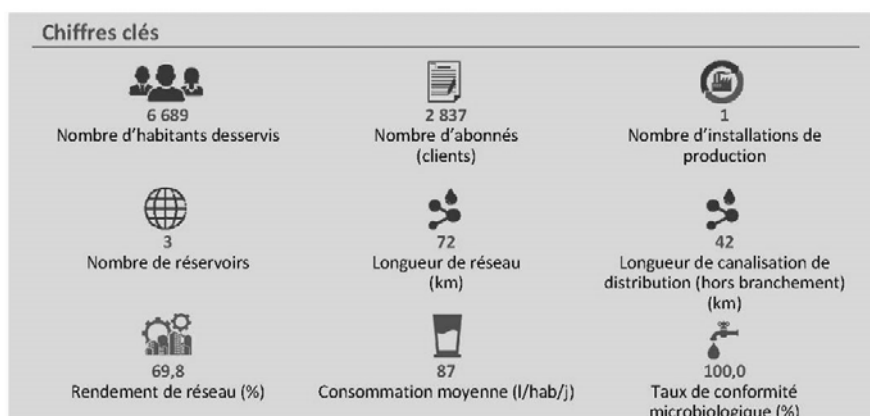 Chiffres clés
6 689
Nombre d'habitants desservis
2 837
Nombre d'abonnés
(clients)
1
Nombre d'installations de
production
3
Nombre de réservoirs
72
Longueur de réseau
(km)
42
Longueur de canalisation de
distribution (hors branchement)
(km)
69,8
Rendement de réseau (%)
87
Consommation moyenne (l/hab/j)
100,0
Taux de conformité
microbiologique (%)